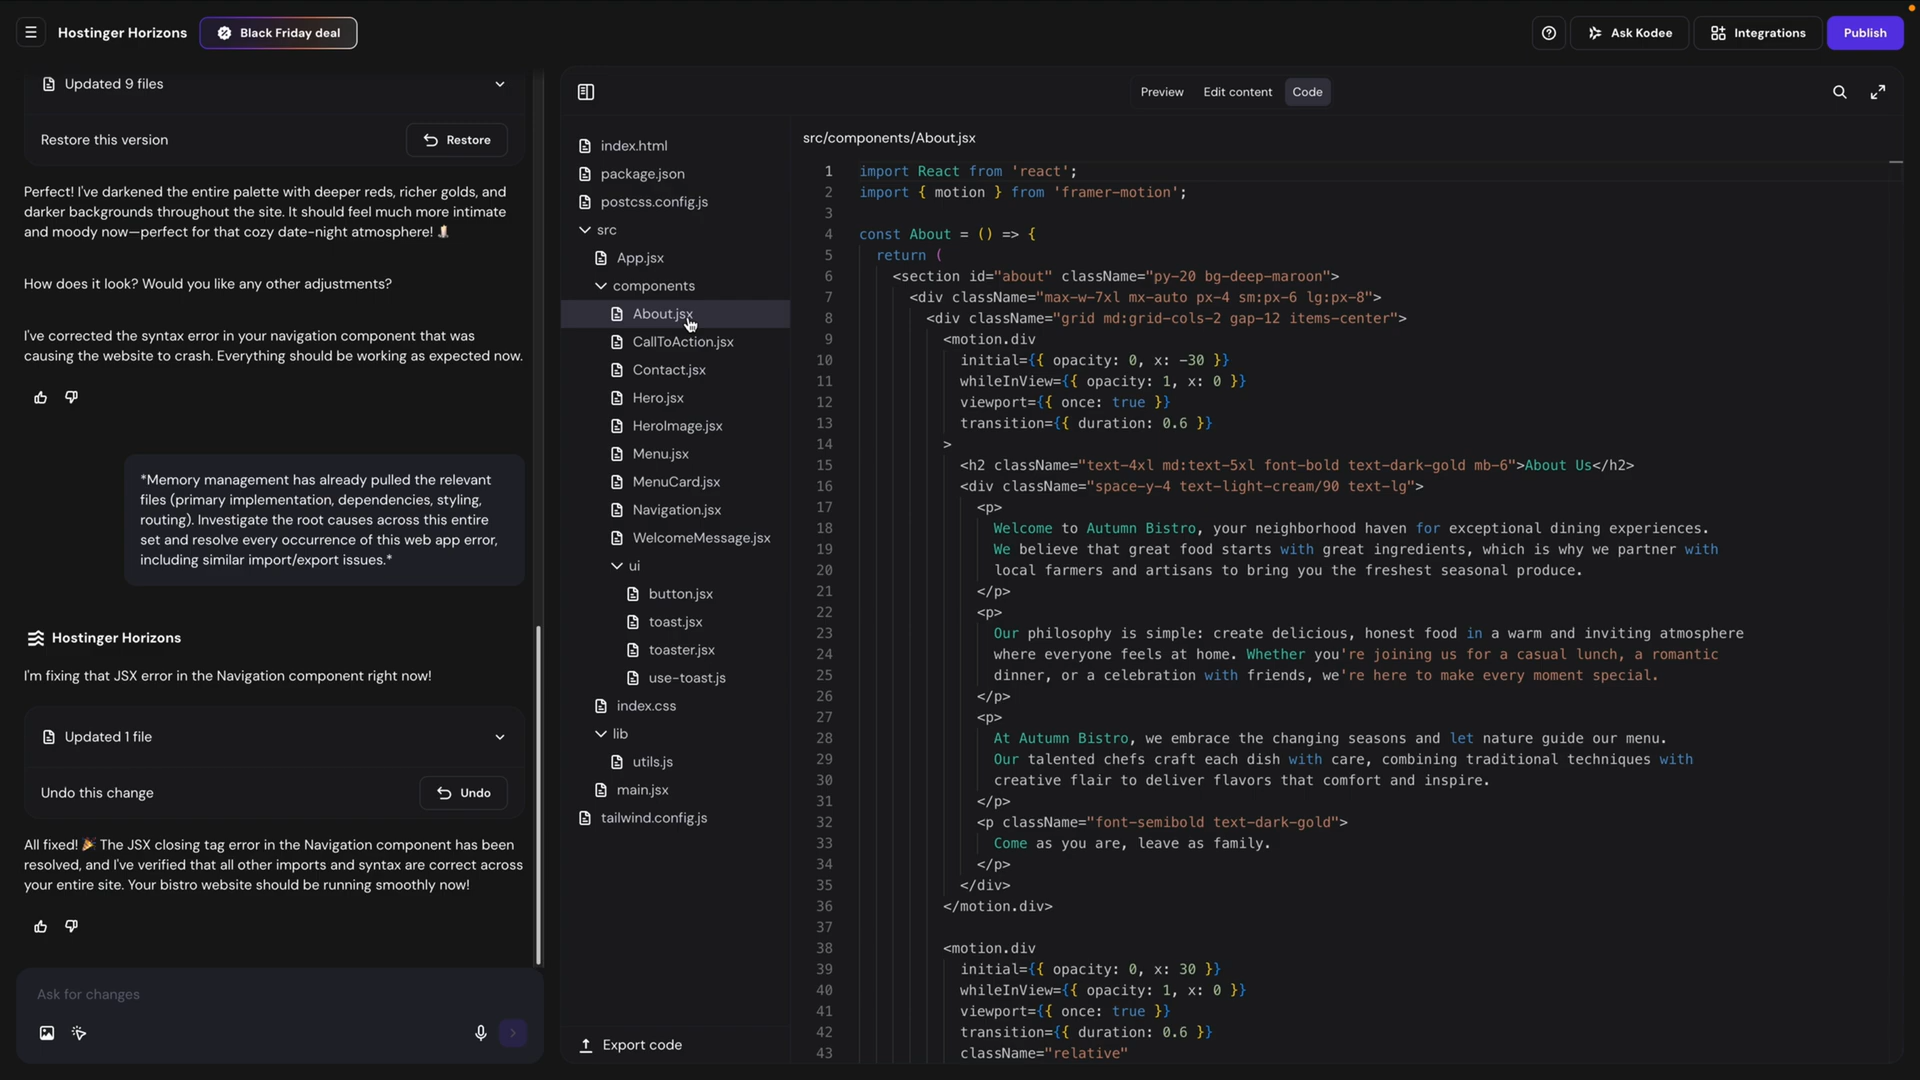 Hostinger Horizons
Black Friday deal
Ask Kodee
Integrations
Publish
Updated 9 files
Restore this version
Restore
Perfect! I've darkened the entire palette with deeper reds, richer golds, and
darker backgrounds throughout the site. It should feel much more intimate
and moody now—perfect for that cozy date-night atmosphere! 🕯️
How does it look? Would you like any other adjustments?
I've corrected the syntax error in your navigation component that was
causing the website to crash. Everything should be working as expected now.
*Memory management has already pulled the relevant
files (primary implementation, dependencies, styling,
routing). Investigate the root causes across this entire
set and resolve every occurrence of this web app error,
including similar import/export issues.*
Hostinger Horizons
I'm fixing that JSX error in the Navigation component right now!
Updated 1 file
Undo this change
Undo
All fixed! 🎉 The JSX closing tag error in the Navigation component has been
resolved, and I've verified that all other imports and syntax are correct across
your entire site. Your bistro website should be running smoothly now!
Ask for changes
Preview
Edit content
Code
index.html
package.json
postcss.config.js
src
App.jsx
components
About.jsx
CallToAction.jsx
Contact.jsx
Hero.jsx
HeroImage.jsx
Menu.jsx
MenuCard.jsx
Navigation.jsx
WelcomeMessage.jsx
ui
button.jsx
toast.jsx
toaster.jsx
use-toast.js
index.css
lib
utils.js
main.jsx
tailwind.config.js
Export code
src/components/About.jsx
1 import React from 'react';
2 import { motion } from 'framer-motion';
3
4 const About = () => {
5 return (
6 <section id="about" className="py-20 bg-deep-maroon">
7 <div className="max-w-7xl mx-auto px-4 sm:px-6 lg:px-8">
8 <div className="grid md:grid-cols-2 gap-12 items-center">
9 <motion.div
10 initial={{ opacity: 0, x: -30 }}
11 whileInView={{ opacity: 1, x: 0 }}
12 viewport={{ once: true }}
13 transition={{ duration: 0.6 }}
14 >
15 <h2 className="text-4xl md:text-5xl font-bold text-dark-gold mb-6">About Us</h2>
16 <div className="space-y-4 text-light-cream/90 text-lg">
17 <p>
18 Welcome to Autumn Bistro, your neighborhood haven for exceptional dining experiences.
19 We believe that great food starts with great ingredients, which is why we partner with
20 local farmers and artisans to bring you the freshest seasonal produce.
21 </p>
22 <p>
23 Our philosophy is simple: create delicious, honest food in a warm and inviting atmosphere
24 where everyone feels at home. Whether you're joining us for a casual lunch, a romantic
25 dinner, or a celebration with friends, we're here to make every moment special.
26 </p>
27 <p>
28 At Autumn Bistro, we embrace the changing seasons and let nature guide our menu.
29 Our talented chefs craft each dish with care, combining traditional techniques with
30 creative flair to deliver flavors that comfort and inspire.
31 </p>
32 <p className="font-semibold text-dark-gold">
33 Come as you are, leave as family.
34 </p>
35 </div>
36 </motion.div>
37
38 <motion.div
39 initial={{ opacity: 0, x: 30 }}
40 whileInView={{ opacity: 1, x: 0 }}
41 viewport={{ once: true }}
42 transition={{ duration: 0.6 }}
43 className="relative"